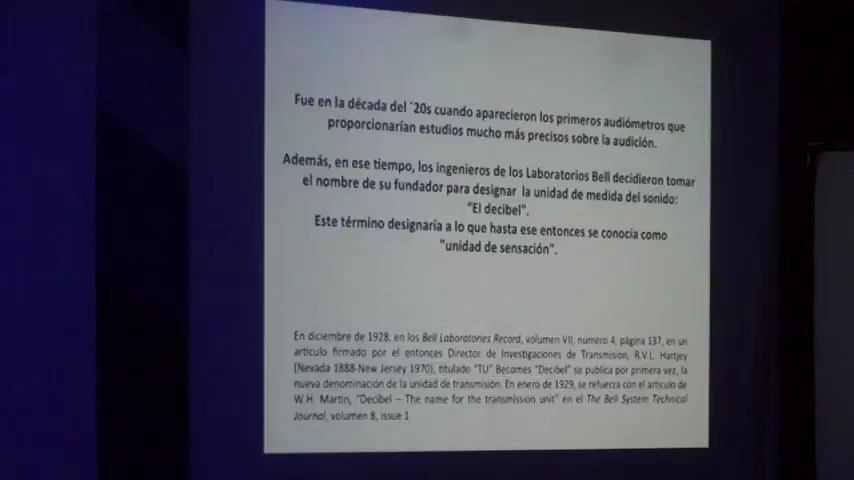 Fue en la década del ´20s cuando aparecieron los primeros audiómetros que
proporcionarían estudios mucho más precisos sobre la audición.
Además, en ese tiempo, los ingenieros de los Laboratorios Bell decidieron tomar
el nombre de su fundador para designar la unidad de medida del sonido:
"El decibel".
Este término designaría a lo que hasta ese entonces se conocía como
"unidad de sensación".
En diciembre de 1928, en los Bell Laboratories Record, volumen VII, número 4, página 137, en un
artículo firmado por el entonces Director de Investigaciones de Transmisión, R.V.L. Hartley
(Nevada 1888-New Jersey 1970), titulado "TU" Becomes "Decibel" se publica por primera vez, la
nueva denominación de la unidad de transmisión. En enero de 1929, se refuerza con el artículo de
W.H. Martin, "Decibel – The name for the transmission unit" en el The Bell System Technical
Journal, volumen 8, issue 1.